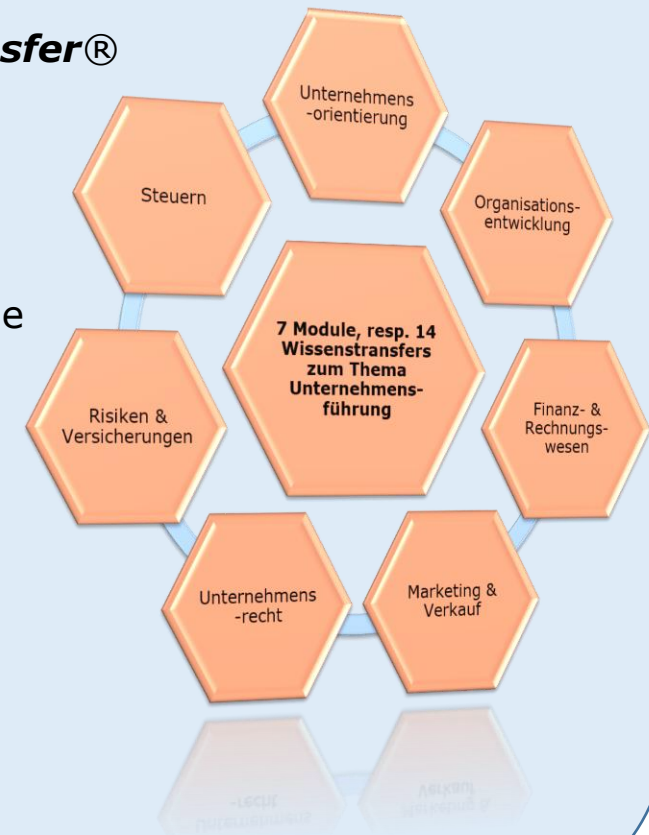 sfer®
e
Unternehmens
-orientierung
Organisations-
entwicklung
Finanz- &
Rechnungs-
wesen
Marketing &
Verkauf
Unternehmens
-recht
Risiken &
Versicherungen
Steuern
7 Module, resp. 14
Wissenstransfers
zum Thema
Unternehmens-
führung